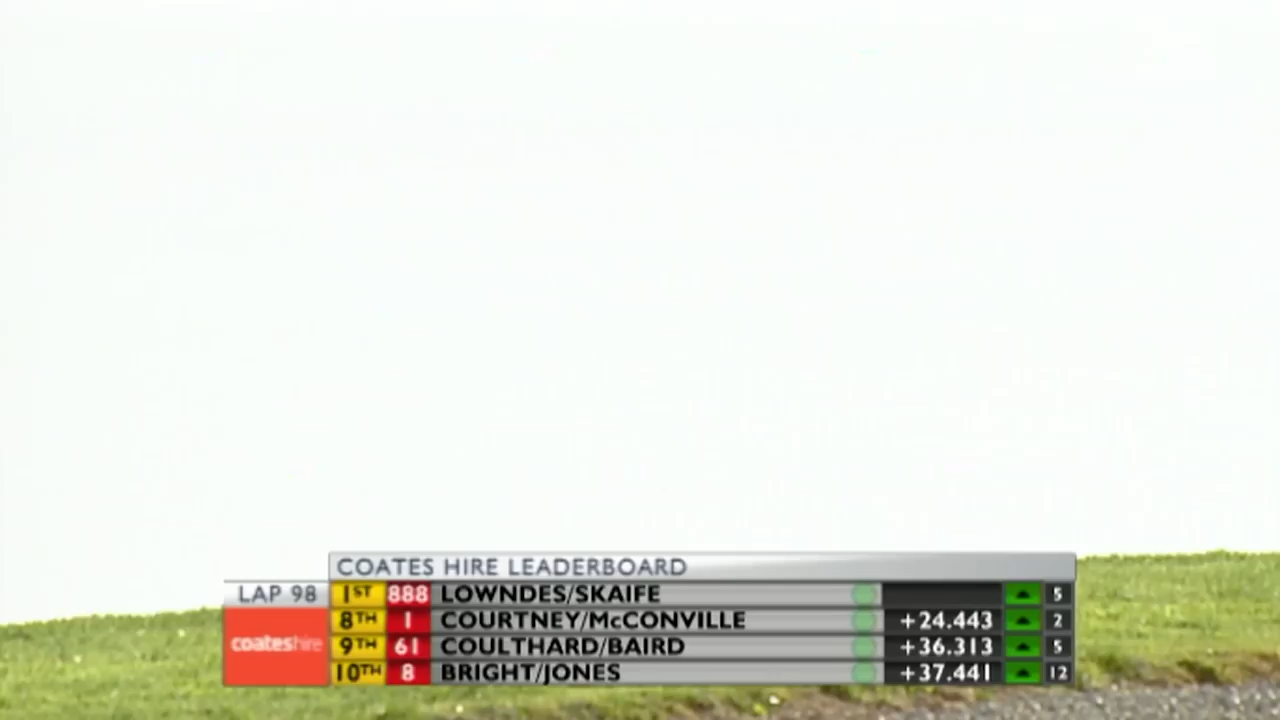 COATES HIRE LEADERBOARD
LAP 98 1ST 888 LOWNDES/SKAIFE 5
8TH 1 COURTNEY/McCONVILLE +24.443 2
coateshire 9TH 61 COULTHARD/BAIRD +36.313 5
10TH 8 BRIGHT/JONES +37.441 12